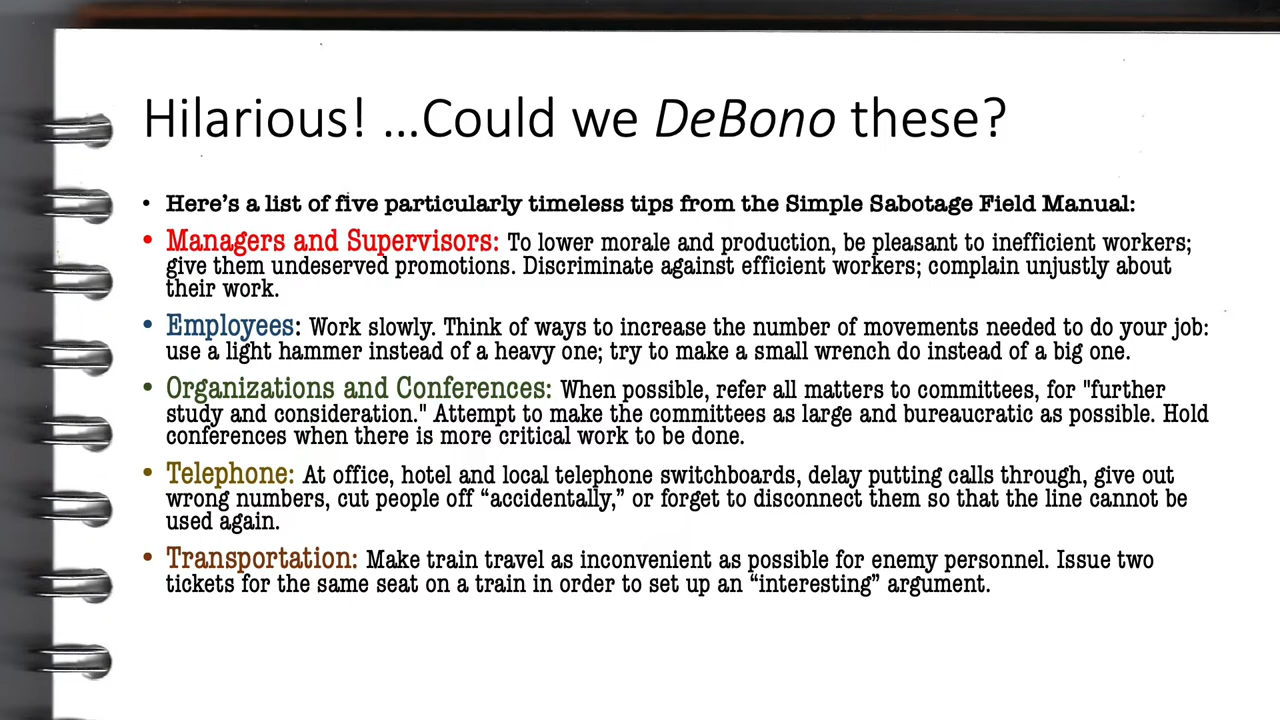 Hilarious! ...Could we DeBono these?
• Here's a list of five particularly timeless tips from the Simple Sabotage Field Manual:
• Managers and Supervisors: To lower morale and production, be pleasant to inefficient workers;
give them undeserved promotions. Discriminate against efficient workers; complain unjustly about
their work.
• Employees: Work slowly. Think of ways to increase the number of movements needed to do your job:
use a light hammer instead of a heavy one; try to make a small wrench do instead of a big one.
• Organizations and Conferences: When possible, refer all matters to committees, for "further
study and consideration." Attempt to make the committees as large and bureaucratic as possible. Hold
conferences when there is more critical work to be done.
• Telephone: At office, hotel and local telephone switchboards, delay putting calls through, give out
wrong numbers, cut people off “accidentally,” or forget to disconnect them so that the line cannot be
used again.
• Transportation: Make train travel as inconvenient as possible for enemy personnel. Issue two
tickets for the same seat on a train in order to set up an “interesting” argument.